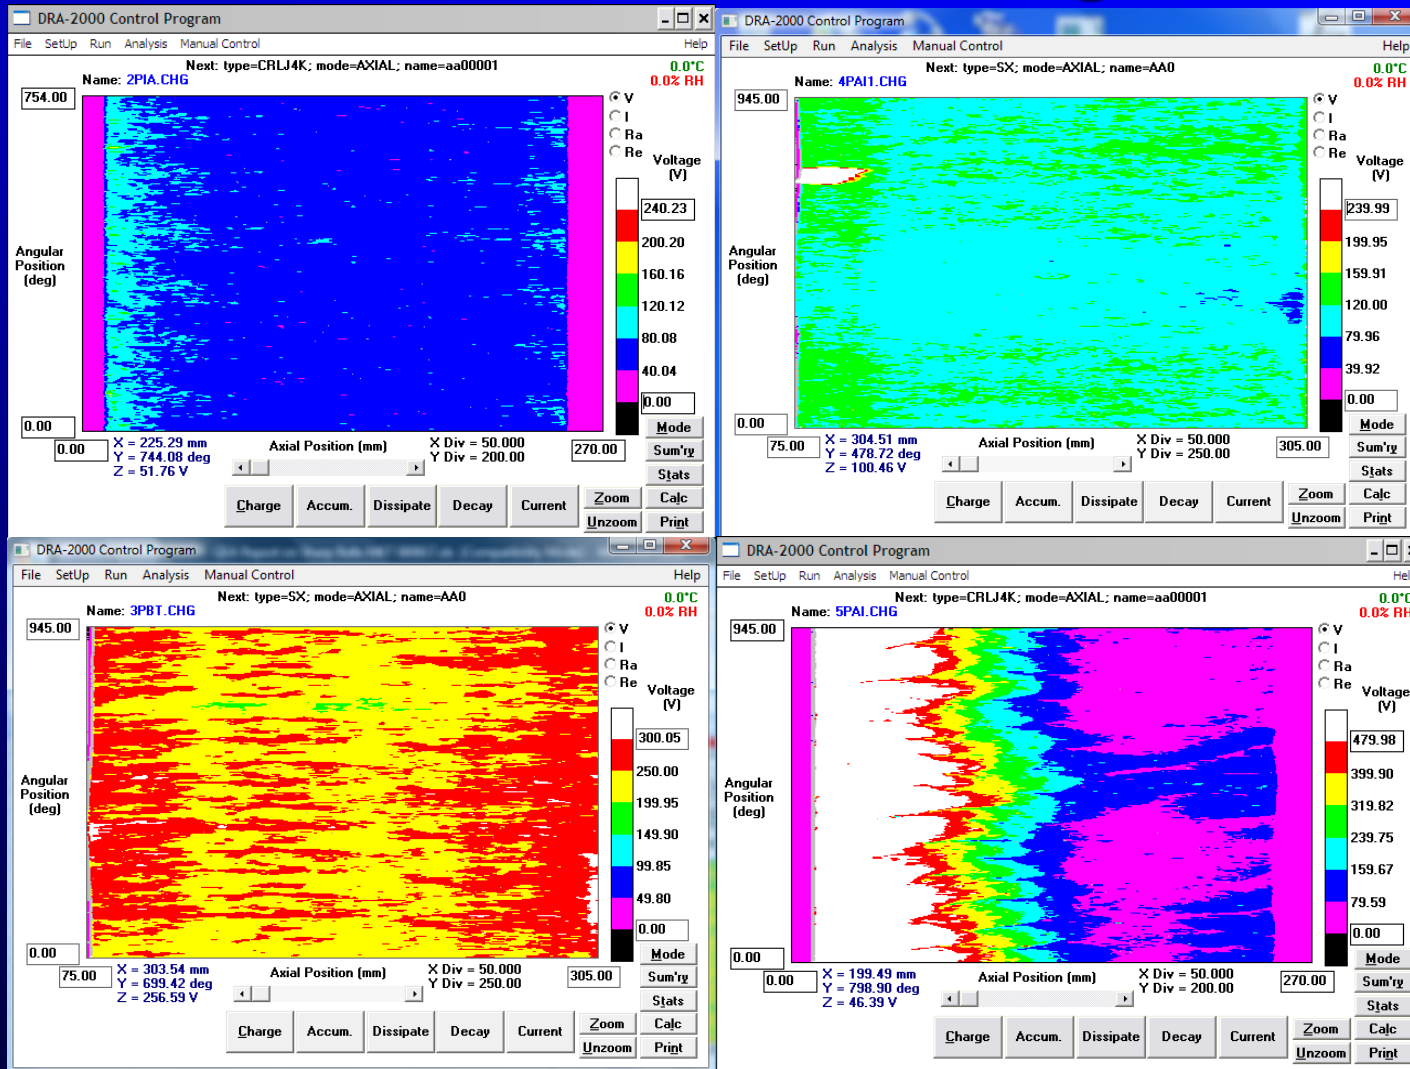 DRA-2000 Control Program
File SetUp Run Analysis Manual Control Help
Next: type=CRLJ4K; mode=AXIAL; name=aa00001
0.0°C
Name: 2PIA.CHG
0.0% RH
754.00
V
I
Ra
Re
Voltage
(V)
240.23
200.20
160.16
120.12
80.08
40.04
0.00
Angular
Position
(deg)
0.00
0.00
X = 225.29 mm
Y = 744.08 deg
Z = 51.76 V
Axial Position (mm)
X Div = 50.000
Y Div = 200.00
270.00
Mode
Sum'ry
Stats
Calc
Print
Charge Accum. Dissipate Decay Current
Zoom
Unzoom
DRA-2000 Control Program
File SetUp Run Analysis Manual Control Help
Next: type=SX; mode=AXIAL; name=AA0
0.0°C
Name: 4PAI1.CHG
0.0% RH
945.00
V
I
Ra
Re
Voltage
(V)
239.99
199.95
159.91
120.00
79.96
39.92
0.00
Angular
Position
(deg)
0.00
75.00
X = 304.51 mm
Y = 478.72 deg
Z = 100.46 V
Axial Position (mm)
X Div = 50.000
Y Div = 250.00
305.00
Mode
Sum'ry
Stats
Calc
Print
Charge Accum. Dissipate Decay Current
Zoom
Unzoom
DRA-2000 Control Program
File SetUp Run Analysis Manual Control Help
Next: type=SX; mode=AXIAL; name=AA0
0.0°C
Name: 3PBT.CHG
0.0% RH
945.00
V
I
Ra
Re
Voltage
(V)
300.05
250.00
199.95
149.90
99.85
49.80
0.00
Angular
Position
(deg)
0.00
75.00
X = 303.54 mm
Y = 699.42 deg
Z = 256.59 V
Axial Position (mm)
X Div = 50.000
Y Div = 250.00
305.00
Mode
Sum'ry
Stats
Calc
Print
Charge Accum. Dissipate Decay Current
Zoom
Unzoom
DRA-2000 Control Program
File SetUp Run Analysis Manual Control Hel
Next: type=CRLJ4K; mode=AXIAL; name=aa00001
0.0°C
Name: 5PAI.CHG
0.0% RH
945.00
V
I
Ra
Re
Voltage
(V)
479.98
399.90
319.82
239.75
159.67
79.59
0.00
Angular
Position
(deg)
0.00
0.00
X = 199.49 mm
Y = 798.90 deg
Z = 46.39 V
Axial Position (mm)
X Div = 50.000
Y Div = 200.00
270.00
Mode
Sum'ry
Stats
Calc
Print
Charge Accum. Dissipate Decay Current
Zoom
Unzoom